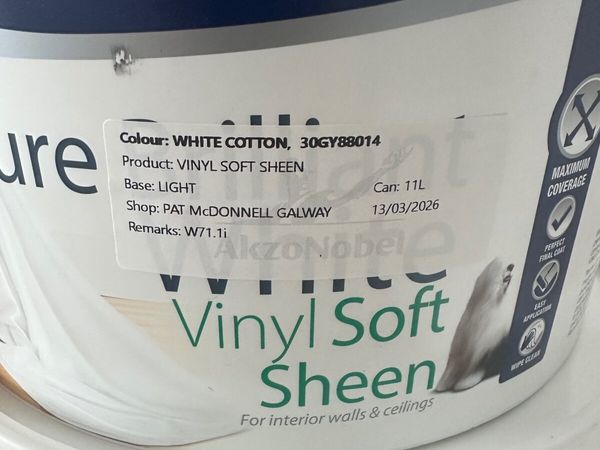 ure Brilliant
White
Colour: WHITE COTTON, 30GY88014
Product: VINYL SOFT SHEEN
Base: LIGHT
Can: 11L
Shop: PAT McDONNELL GALWAY
13/03/2026
Remarks: W71.1i
AkzoNobel
Vinyl Soft
Sheen
For interior walls & ceilings
MAXIMUM
COVERAGE
PERFECT
FINAL COAT
EASY
APPLICATION
WIPE CLEAN